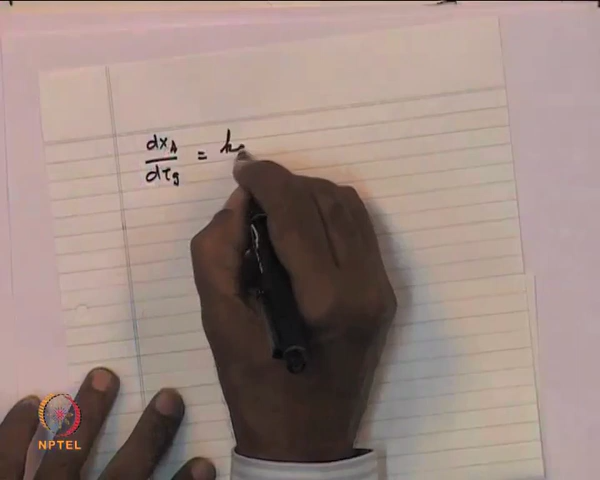 dx_A / dτ_g = k
NPTEL